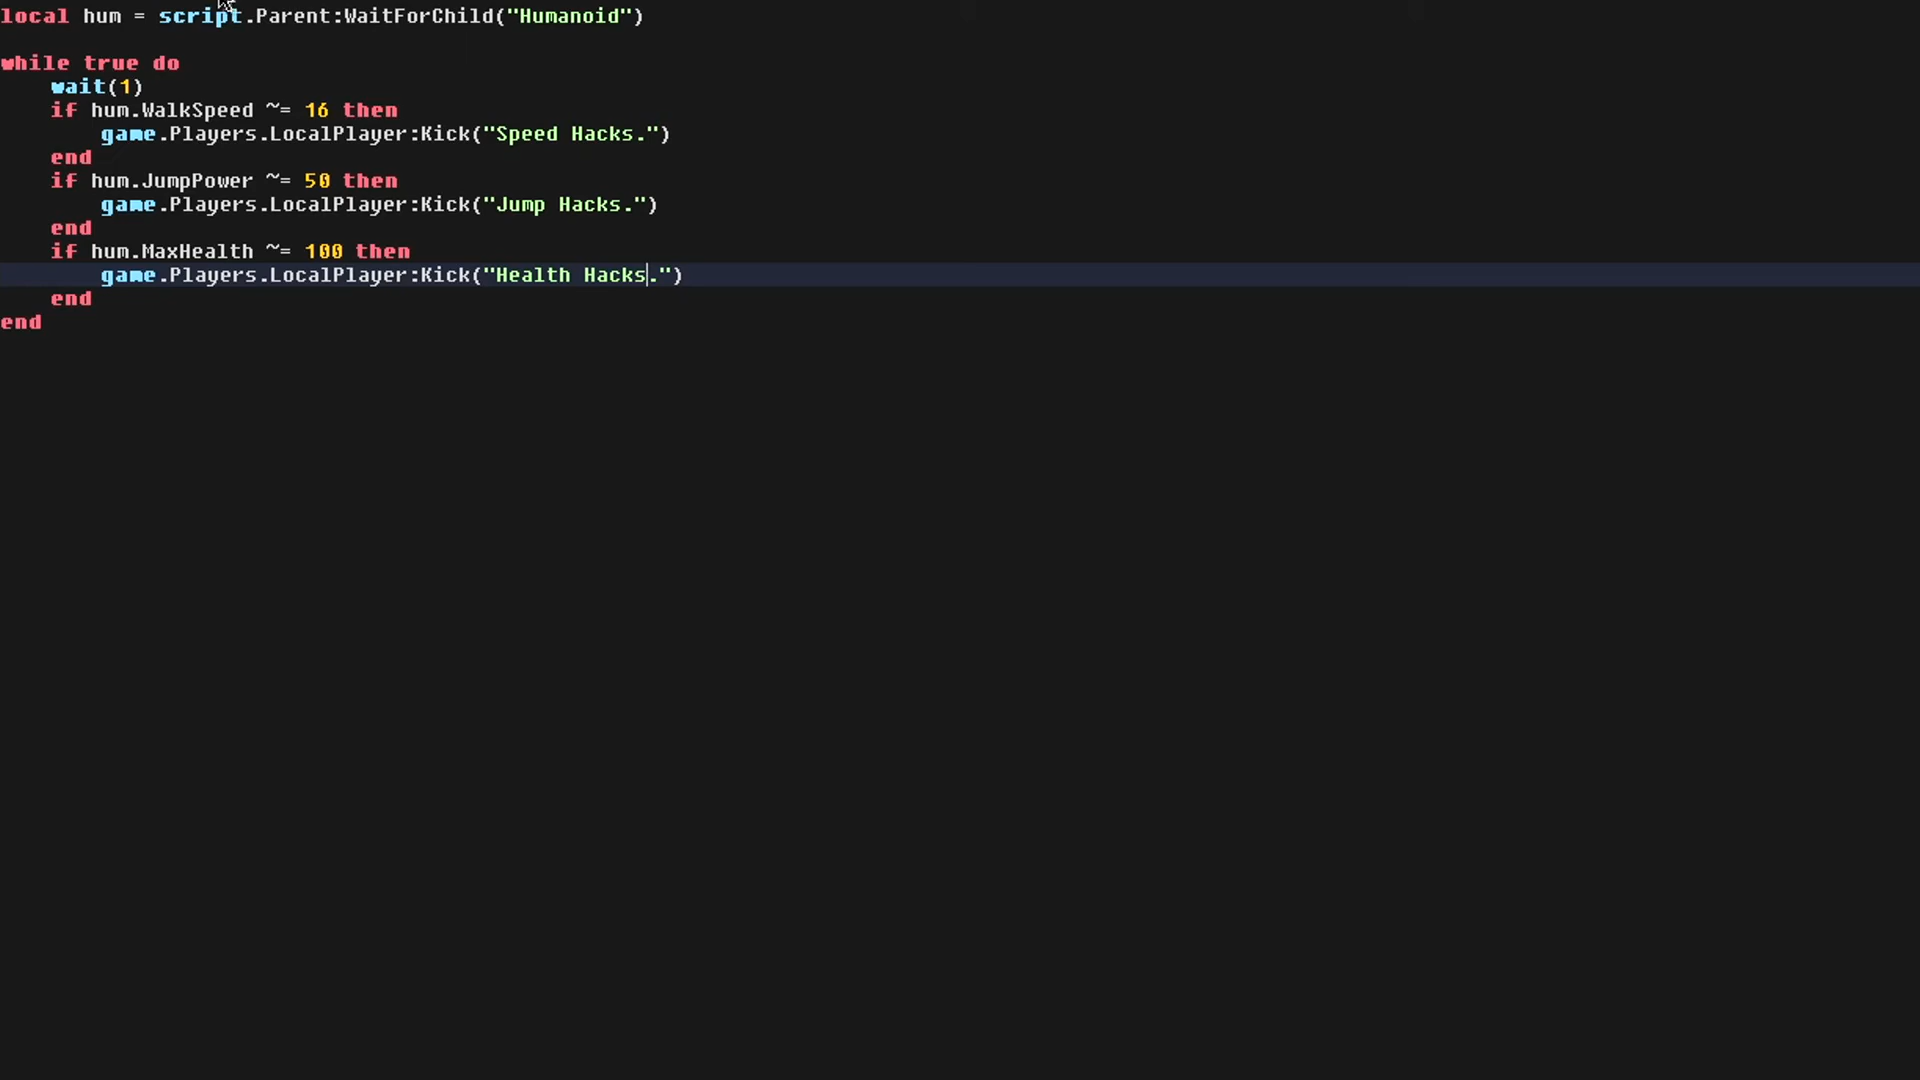 local hum = script.Parent:WaitForChild("Humanoid")
while true do
wait(1)
if hum.WalkSpeed ~= 16 then
game.Players.LocalPlayer:Kick("Speed Hacks.")
end
if hum.JumpPower ~= 50 then
game.Players.LocalPlayer:Kick("Jump Hacks.")
end
if hum.MaxHealth ~= 100 then
game.Players.LocalPlayer:Kick("Health Hacks.")
end
end